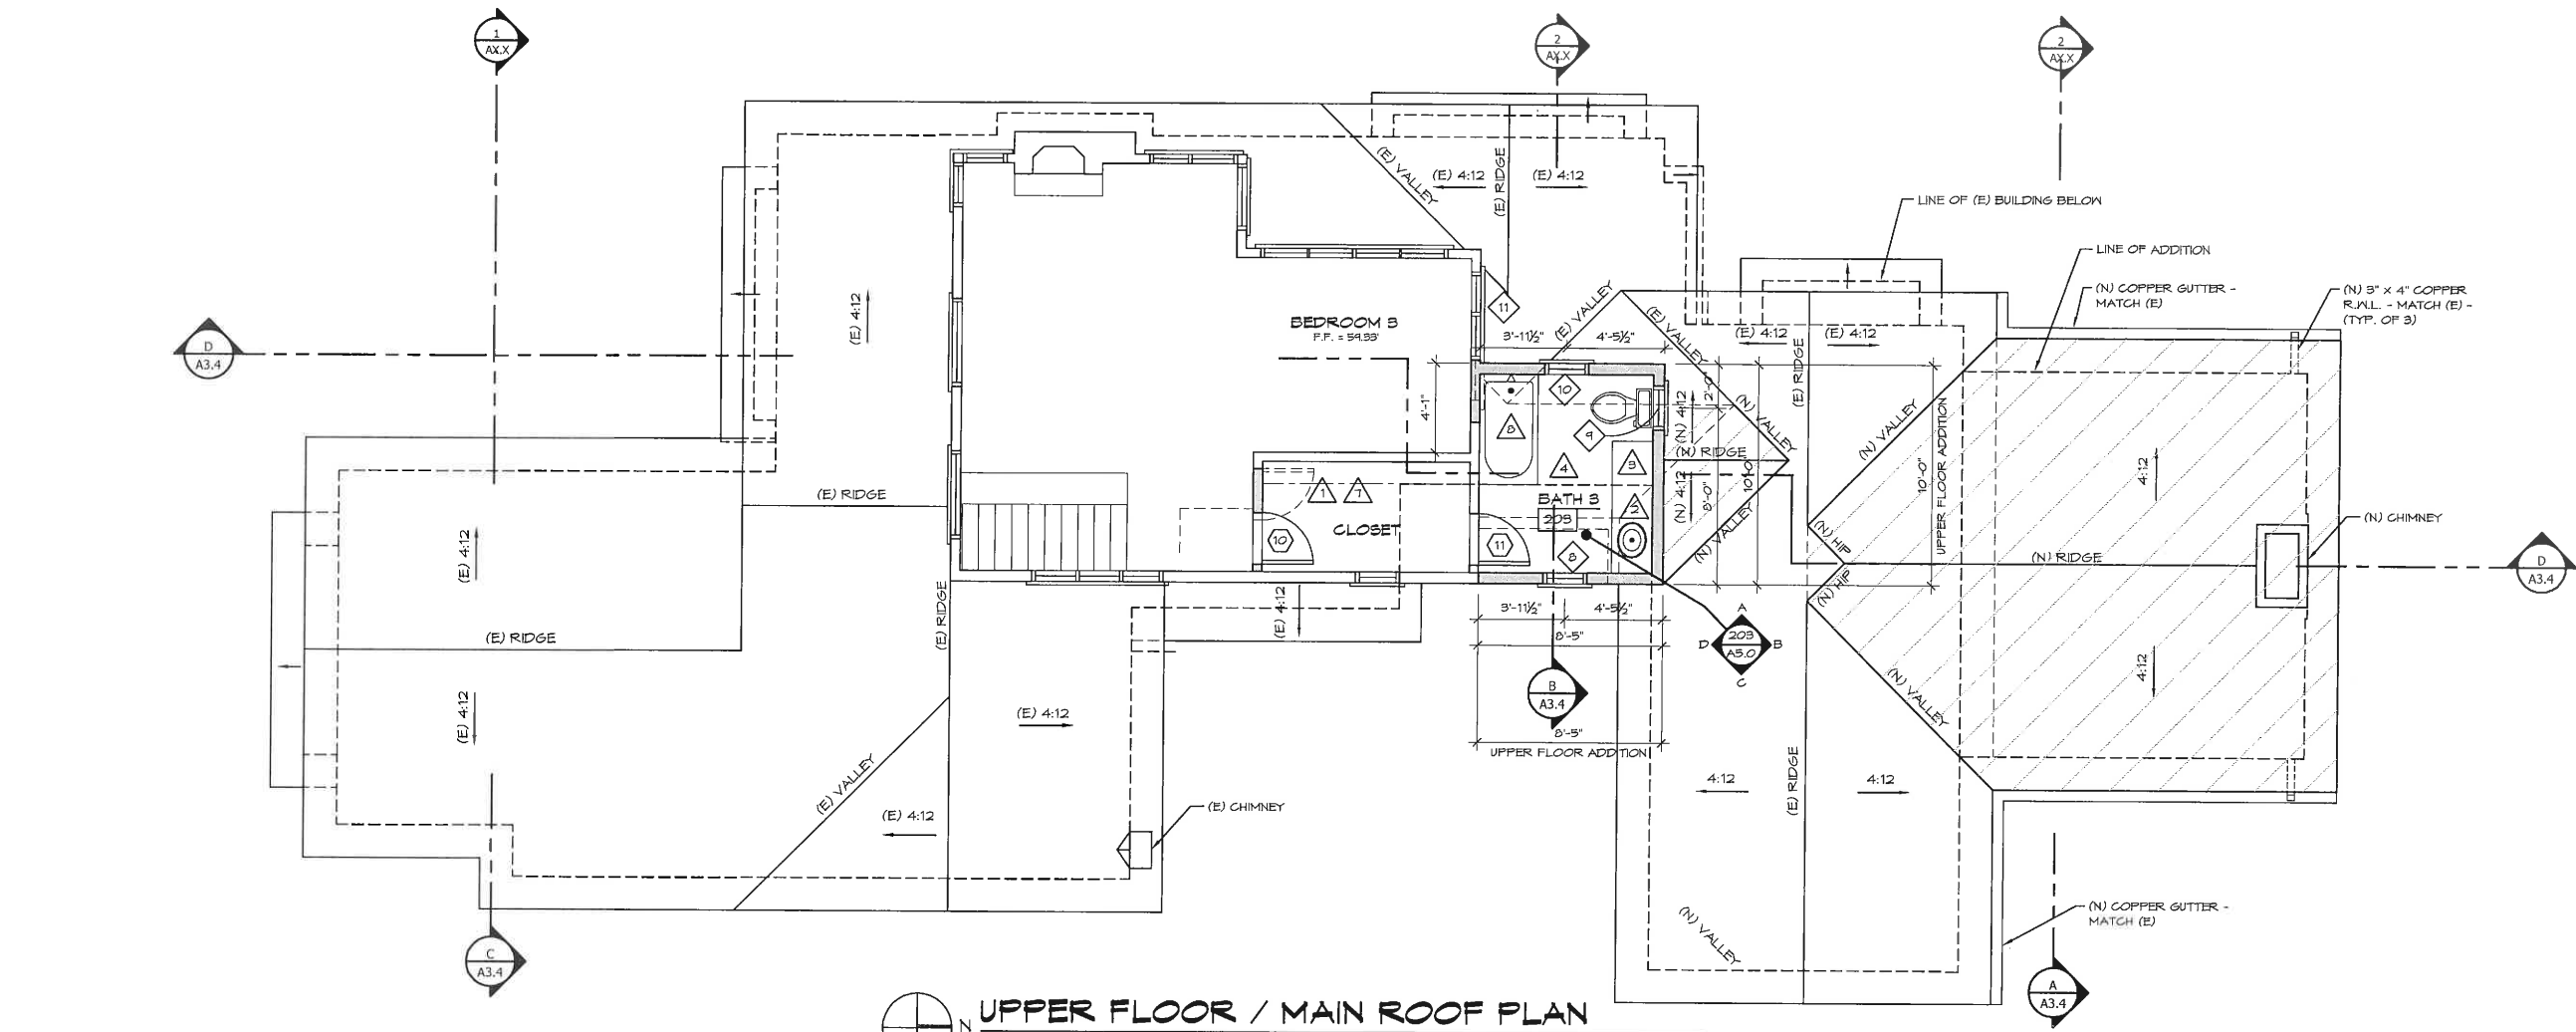 1
AX.X
2
AX.X
2
AX.X
(E) VALLEY
(E) RIDGE
(E) 4:12
(E) 4:12
LINE OF (E) BUILDING BELOW
LINE OF ADDITION
(N) COPPER GUTTER -
MATCH (E)
(N) 3" x 4" COPPER
R.W.L. - MATCH (E) -
(TYP. OF 3)
D
A3.4
(E) 4:12
BEDROOM 3
F.F. = 59.33'
11
3'-11½"
4'-5½"
(E) VALLEY
(E) VALLEY
(E) 4:12
(E) 4:12
(E) RIDGE
4'-1"
10
9
4
3
(N) 4:12
2'-0"
(N) VALLEY
(N) RIDGE
(N) 4:12
8'-0"
10'-0"
(N) VALLEY
(N) VALLEY
10'-0"
UPPER FLOOR ADDITION
4:12
(E) RIDGE
1
7
CLOSET
10
BATH 3
203
2
11
8
(N) HIP
(N) HIP
(N) RIDGE
(N) CHIMNEY
D
A3.4
(E) 4:12
(E) RIDGE
(E) RIDGE
(E) 4:12
3'-11½"
4'-5½"
8'-5"
A
D
203
A5.0
B
C
B
A3.4
8'-5"
UPPER FLOOR ADDITION
(N) VALLEY
4:12
(E) 4:12
(E) 4:12
(E) VALLEY
(E) 4:12
(E) CHIMNEY
4:12
(E) RIDGE
4:12
(N) VALLEY
(N) COPPER GUTTER -
MATCH (E)
C
A3.4
A
A3.4
N
UPPER FLOOR / MAIN ROOF PLAN